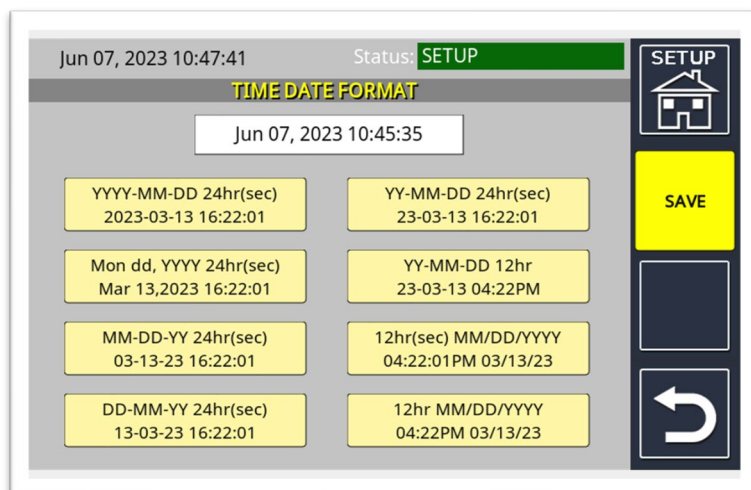 Jun 07, 2023 10:47:41
Status: SETUP
SETUP
TIME DATE FORMAT
Jun 07, 2023 10:45:35
YYYY-MM-DD 24hr(sec)
2023-03-13 16:22:01
YY-MM-DD 24hr(sec)
23-03-13 16:22:01
SAVE
Mon dd, YYYY 24hr(sec)
Mar 13,2023 16:22:01
YY-MM-DD 12hr
23-03-13 04:22PM
MM-DD-YY 24hr(sec)
03-13-23 16:22:01
12hr(sec) MM/DD/YYYY
04:22:01PM 03/13/23
DD-MM-YY 24hr(sec)
13-03-23 16:22:01
12hr MM/DD/YYYY
04:22PM 03/13/23